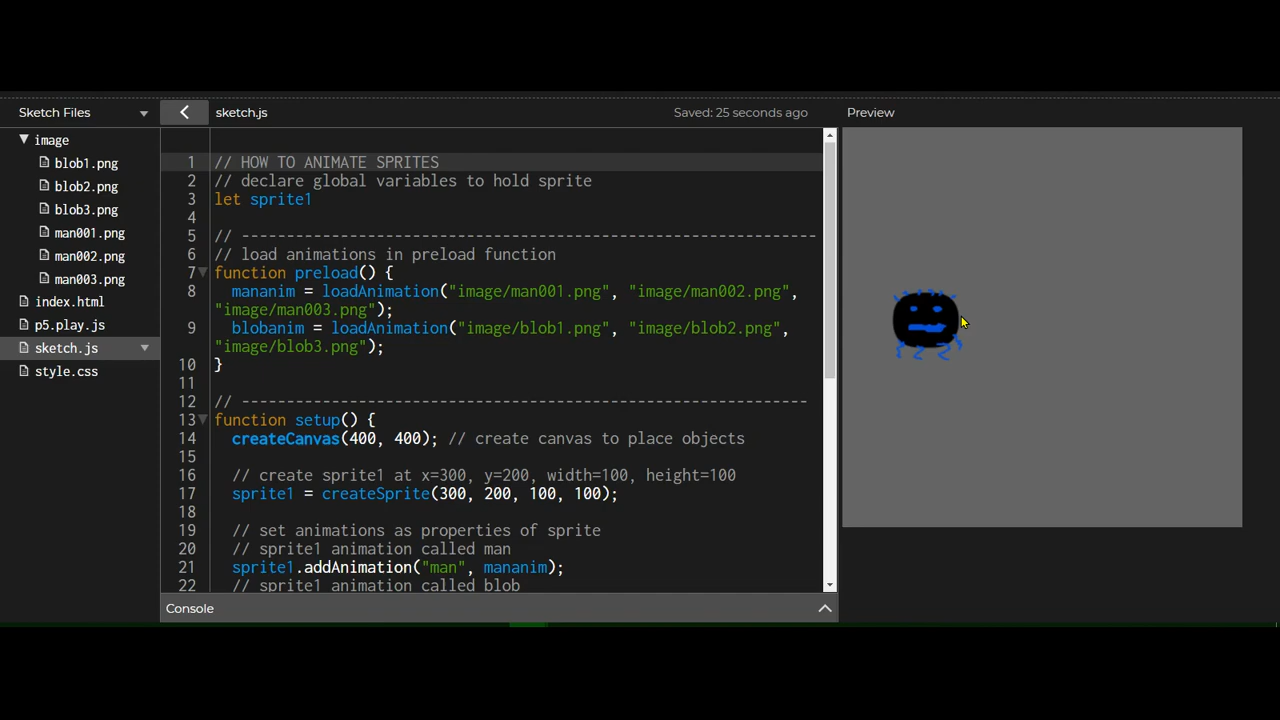 Sketch Files
sketch.js
Saved: 25 seconds ago
Preview
image
blob1.png
blob2.png
blob3.png
man001.png
man002.png
man003.png
index.html
p5.play.js
sketch.js
style.css
1 // HOW TO ANIMATE SPRITES
2 // declare global variables to hold sprite
3 let sprite1
4
5 // ----------------------------------------------------------------
6 // load animations in preload function
7 function preload() {
8 mananim = loadAnimation("image/man001.png", "image/man002.png",
"image/man003.png");
9 blobanim = loadAnimation("image/blob1.png", "image/blob2.png",
"image/blob3.png");
10 }
11
12 // ---------------------------------------------------------------
13 function setup() {
14 createCanvas(400, 400); // create canvas to place objects
15
16 // create sprite1 at x=300, y=200, width=100, height=100
17 sprite1 = createSprite(300, 200, 100, 100);
18
19 // set animations as properties of sprite
20 // sprite1 animation called man
21 sprite1.addAnimation("man", mananim);
22 // sprite1 animation called blob
Console